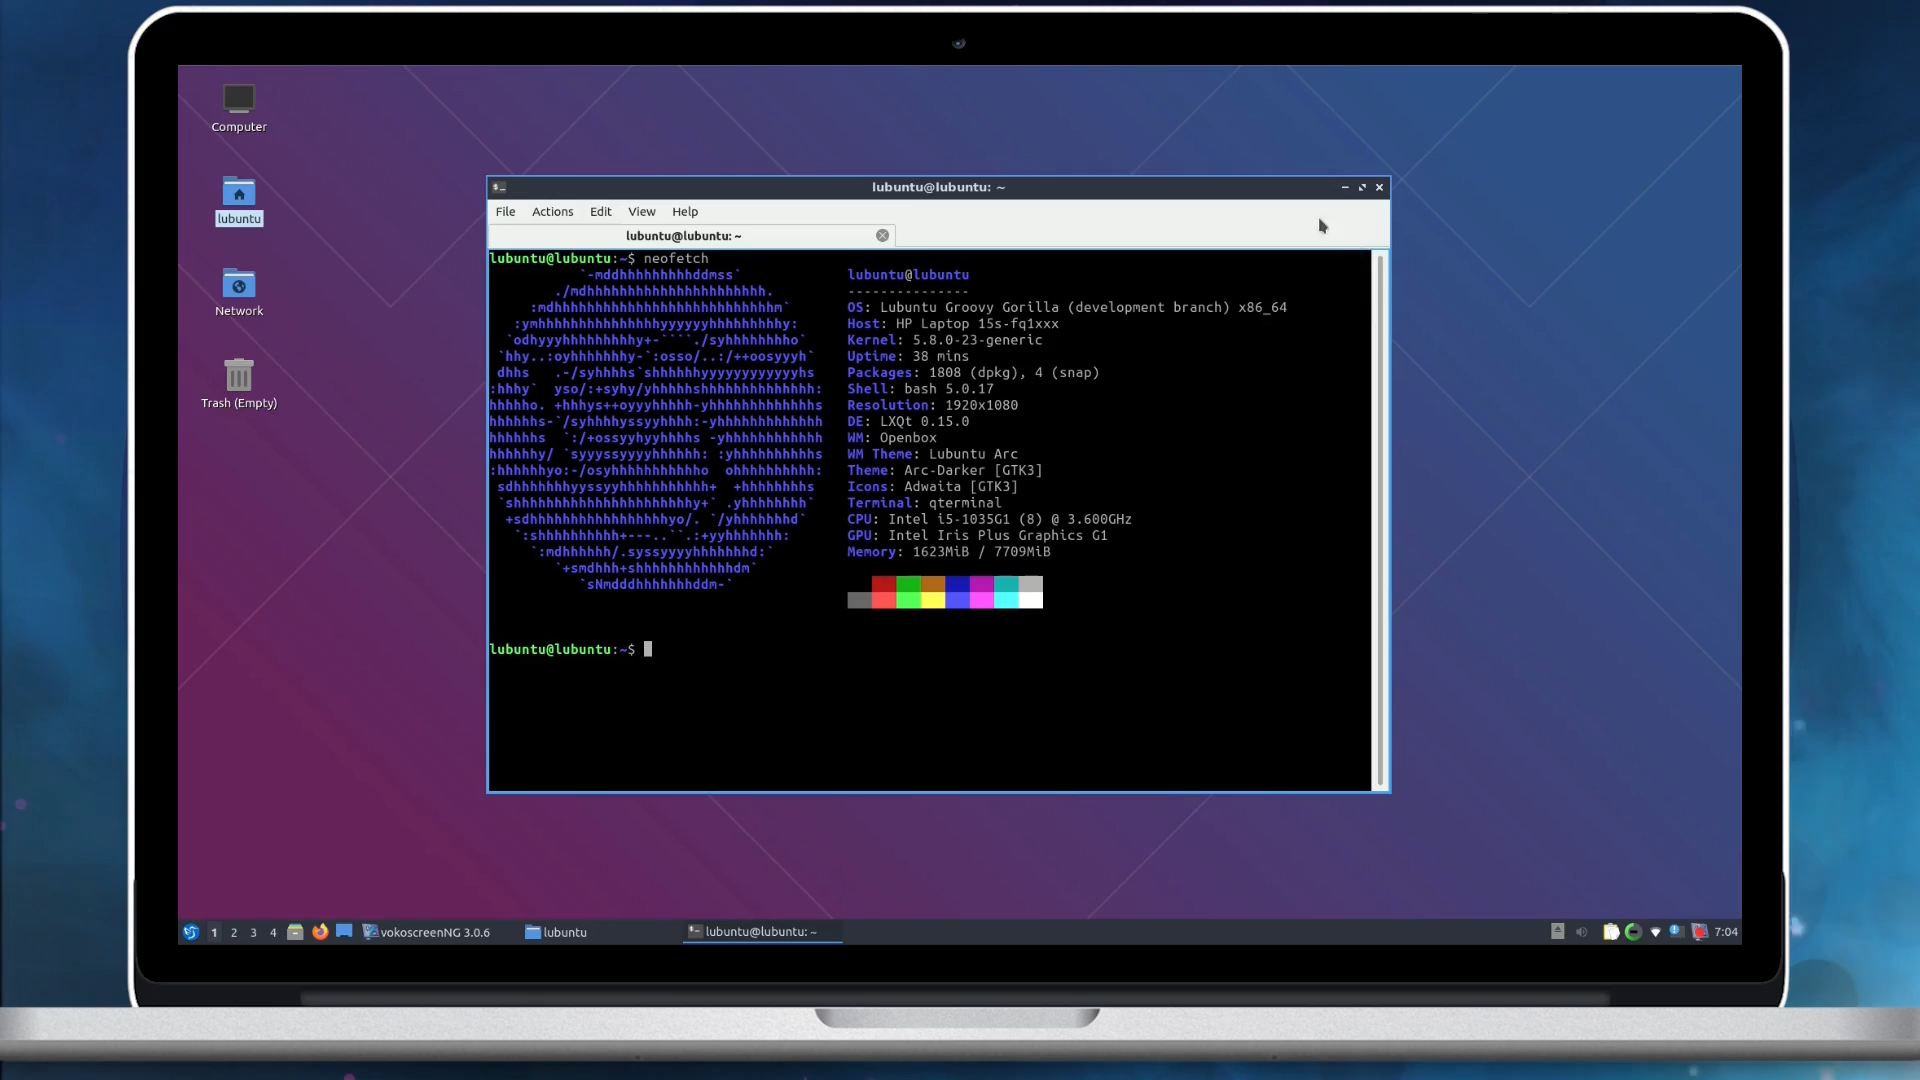 Computer
lubuntu
Network
Trash (Empty)
lubuntu@lubuntu: ~
File Actions Edit View Help
lubuntu@lubuntu: ~
lubuntu@lubuntu:~$ neofetch
lubuntu@lubuntu
---------------
OS: Lubuntu Groovy Gorilla (development branch) x86_64
Host: HP Laptop 15s-fq1xxx
Kernel: 5.8.0-23-generic
Uptime: 38 mins
Packages: 1808 (dpkg), 4 (snap)
Shell: bash 5.0.17
Resolution: 1920x1080
DE: LXQt 0.15.0
WM: Openbox
WM Theme: Lubuntu Arc
Theme: Arc-Darker [GTK3]
Icons: Adwaita [GTK3]
Terminal: qterminal
CPU: Intel i5-1035G1 (8) @ 3.600GHz
GPU: Intel Iris Plus Graphics G1
Memory: 1623MiB / 7709MiB
lubuntu@lubuntu:~$
1 2 3 4 vokoscreenNG 3.0.6 lubuntu lubuntu@lubuntu: ~ 7:04